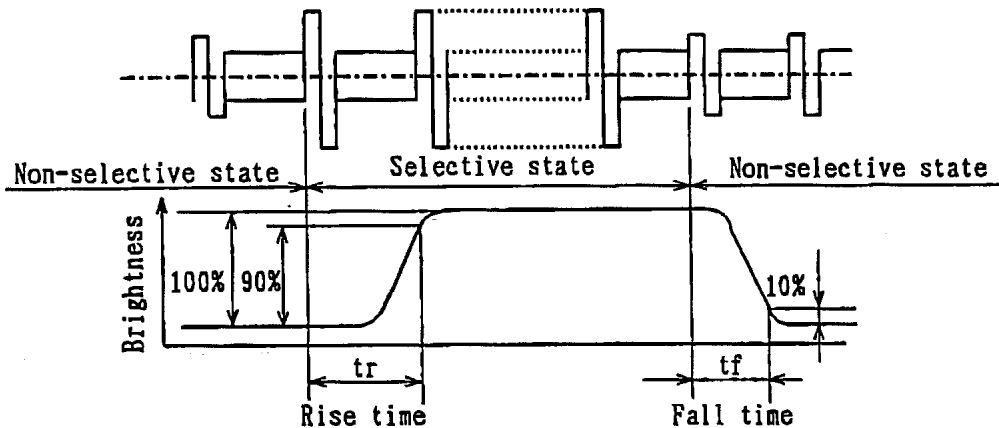 Non-selective state
Selective state
Non-selective state
Brightness
100%
90%
10%
tr
tf
Rise time
Fall time